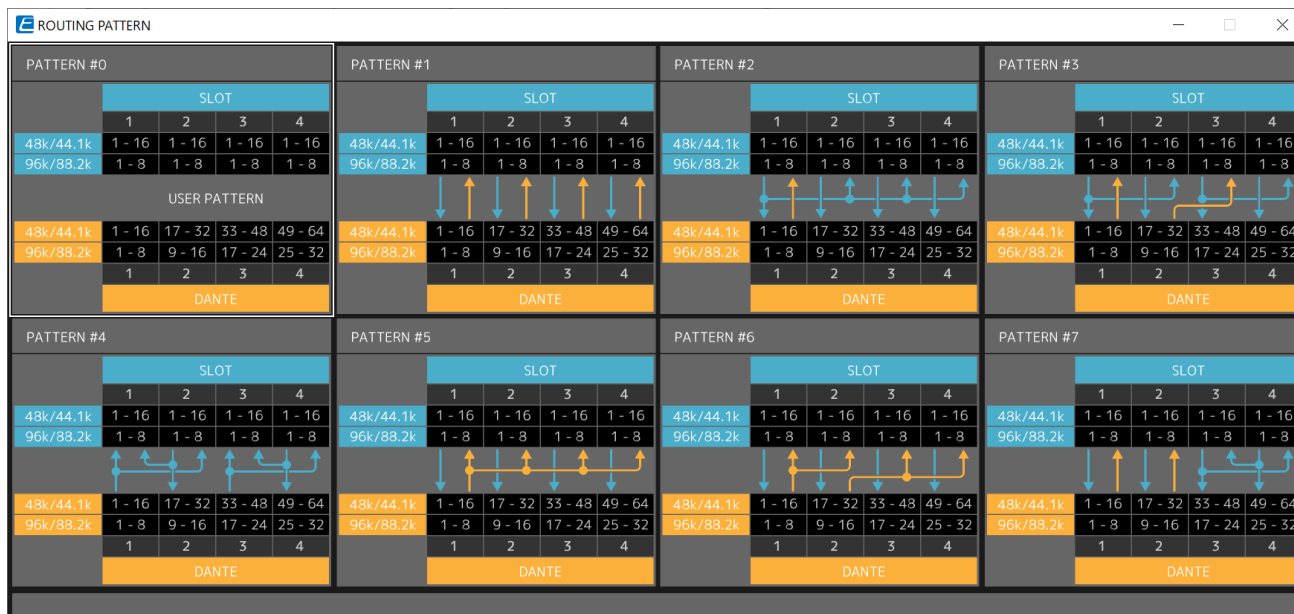 E ROUTING PATTERN
PATTERN #0
SLOT
1 2 3 4
48k/44.1k 1 - 16 1 - 16 1 - 16 1 - 16
96k/88.2k 1 - 8 1 - 8 1 - 8 1 - 8
USER PATTERN
48k/44.1k 1 - 16 17 - 32 33 - 48 49 - 64
96k/88.2k 1 - 8 9 - 16 17 - 24 25 - 32
1 2 3 4
DANTE
PATTERN #1
SLOT
1 2 3 4
48k/44.1k 1 - 16 1 - 16 1 - 16 1 - 16
96k/88.2k 1 - 8 1 - 8 1 - 8 1 - 8
48k/44.1k 1 - 16 17 - 32 33 - 48 49 - 64
96k/88.2k 1 - 8 9 - 16 17 - 24 25 - 32
1 2 3 4
DANTE
PATTERN #2
SLOT
1 2 3 4
48k/44.1k 1 - 16 1 - 16 1 - 16 1 - 16
96k/88.2k 1 - 8 1 - 8 1 - 8 1 - 8
48k/44.1k 1 - 16 17 - 32 33 - 48 49 - 64
96k/88.2k 1 - 8 9 - 16 17 - 24 25 - 32
1 2 3 4
DANTE
PATTERN #3
SLOT
1 2 3 4
48k/44.1k 1 - 16 1 - 16 1 - 16 1 - 16
96k/88.2k 1 - 8 1 - 8 1 - 8 1 - 8
48k/44.1k 1 - 16 17 - 32 33 - 48 49 - 64
96k/88.2k 1 - 8 9 - 16 17 - 24 25 - 32
1 2 3 4
DANTE
PATTERN #4
SLOT
1 2 3 4
48k/44.1k 1 - 16 1 - 16 1 - 16 1 - 16
96k/88.2k 1 - 8 1 - 8 1 - 8 1 - 8
48k/44.1k 1 - 16 17 - 32 33 - 48 49 - 64
96k/88.2k 1 - 8 9 - 16 17 - 24 25 - 32
1 2 3 4
DANTE
PATTERN #5
SLOT
1 2 3 4
48k/44.1k 1 - 16 1 - 16 1 - 16 1 - 16
96k/88.2k 1 - 8 1 - 8 1 - 8 1 - 8
48k/44.1k 1 - 16 17 - 32 33 - 48 49 - 64
96k/88.2k 1 - 8 9 - 16 17 - 24 25 - 32
1 2 3 4
DANTE
PATTERN #6
SLOT
1 2 3 4
48k/44.1k 1 - 16 1 - 16 1 - 16 1 - 16
96k/88.2k 1 - 8 1 - 8 1 - 8 1 - 8
48k/44.1k 1 - 16 17 - 32 33 - 48 49 - 64
96k/88.2k 1 - 8 9 - 16 17 - 24 25 - 32
1 2 3 4
DANTE
PATTERN #7
SLOT
1 2 3 4
48k/44.1k 1 - 16 1 - 16 1 - 16 1 - 16
96k/88.2k 1 - 8 1 - 8 1 - 8 1 - 8
48k/44.1k 1 - 16 17 - 32 33 - 48 49 - 64
96k/88.2k 1 - 8 9 - 16 17 - 24 25 - 32
1 2 3 4
DANTE